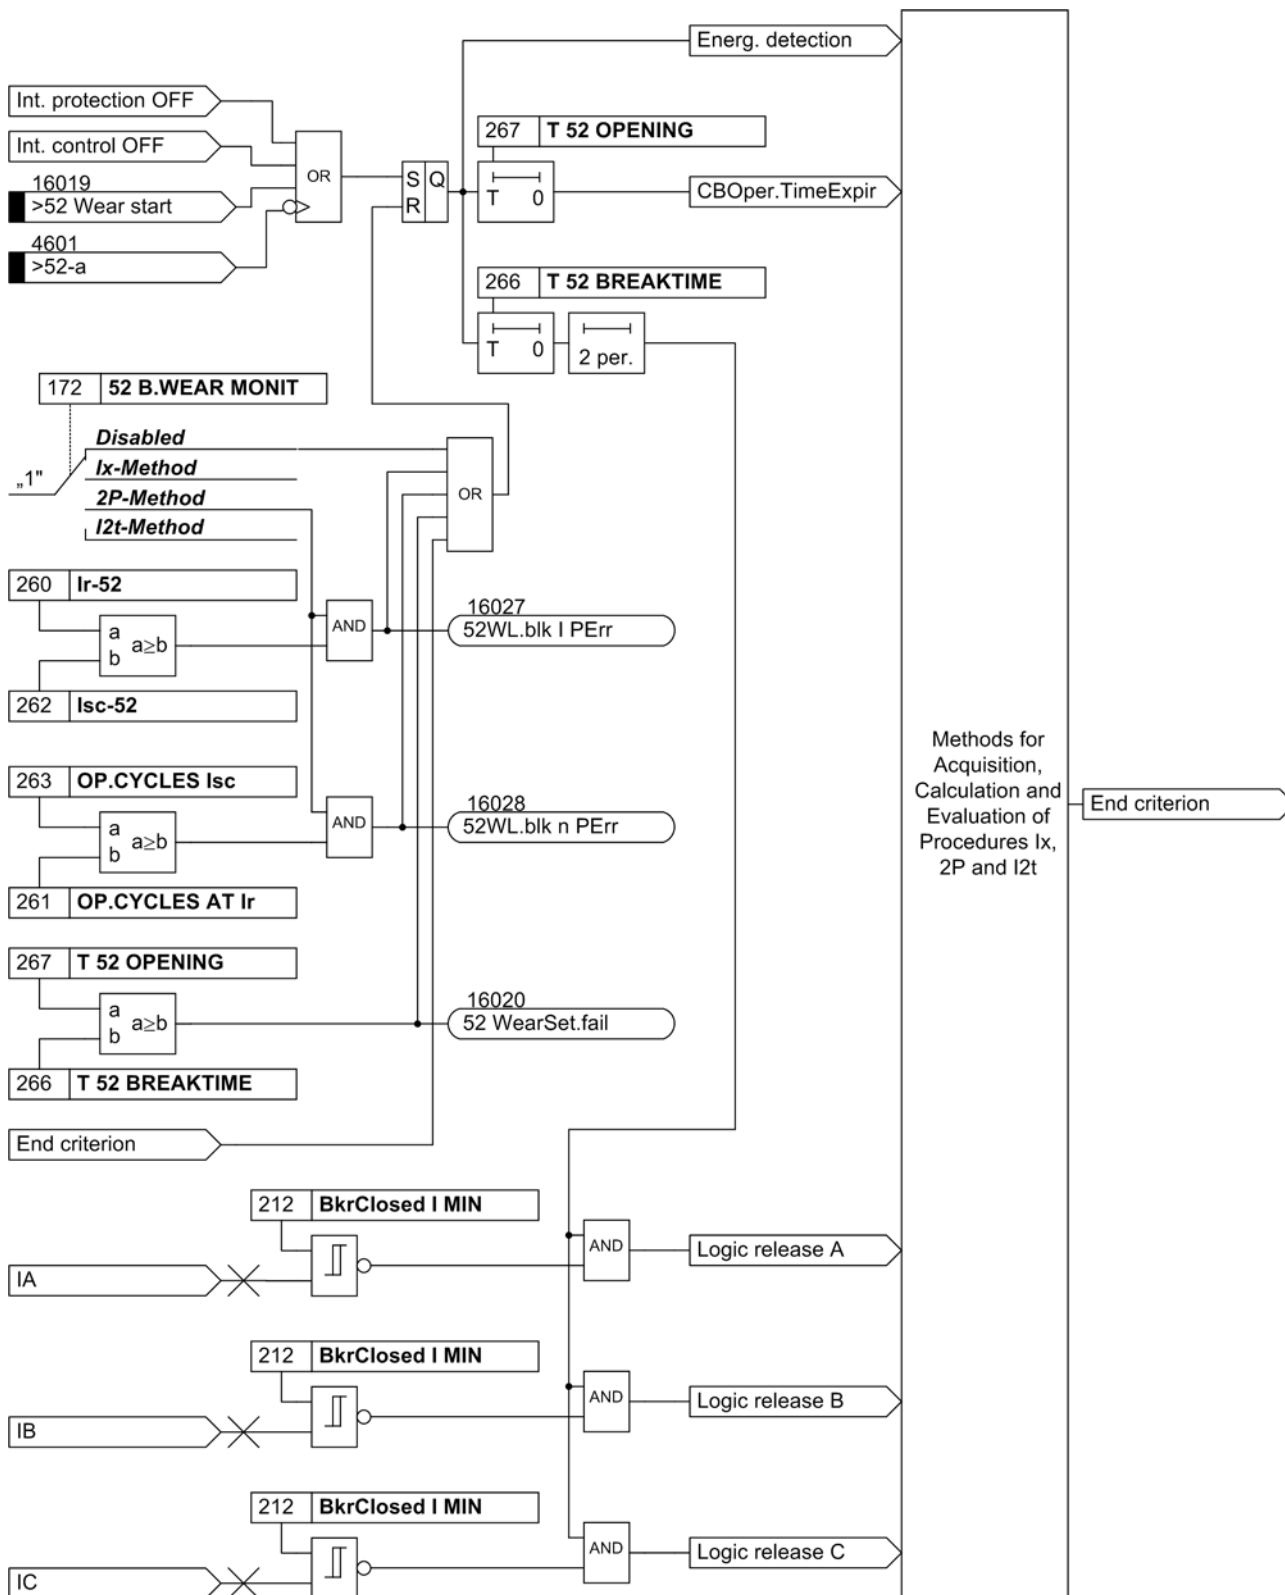 Energ. detection
Int. protection OFF
267 T 52 OPENING
Int. control OFF
OR
S Q
R
T 0
CBOper.TimeExpir
16019
>52 Wear start
4601
>52-a
266 T 52 BREAKTIME
T 0
2 per.
172 52 B.WEAR MONIT
Disabled
„1"
Ix-Method
2P-Method
I2t-Method
OR
260 Ir-52
a
b
a≥b
AND
16027
52WL.blk I PErr
262 Isc-52
263 OP.CYCLES Isc
a
b
a≥b
AND
16028
52WL.blk n PErr
261 OP.CYCLES AT Ir
Methods for
Acquisition,
Calculation and
Evaluation of
Procedures Ix,
2P and I2t
End criterion
267 T 52 OPENING
a
b
a≥b
16020
52 WearSet.fail
266 T 52 BREAKTIME
End criterion
212 BkrClosed I MIN
IA
AND
Logic release A
212 BkrClosed I MIN
IB
AND
Logic release B
212 BkrClosed I MIN
IC
AND
Logic release C